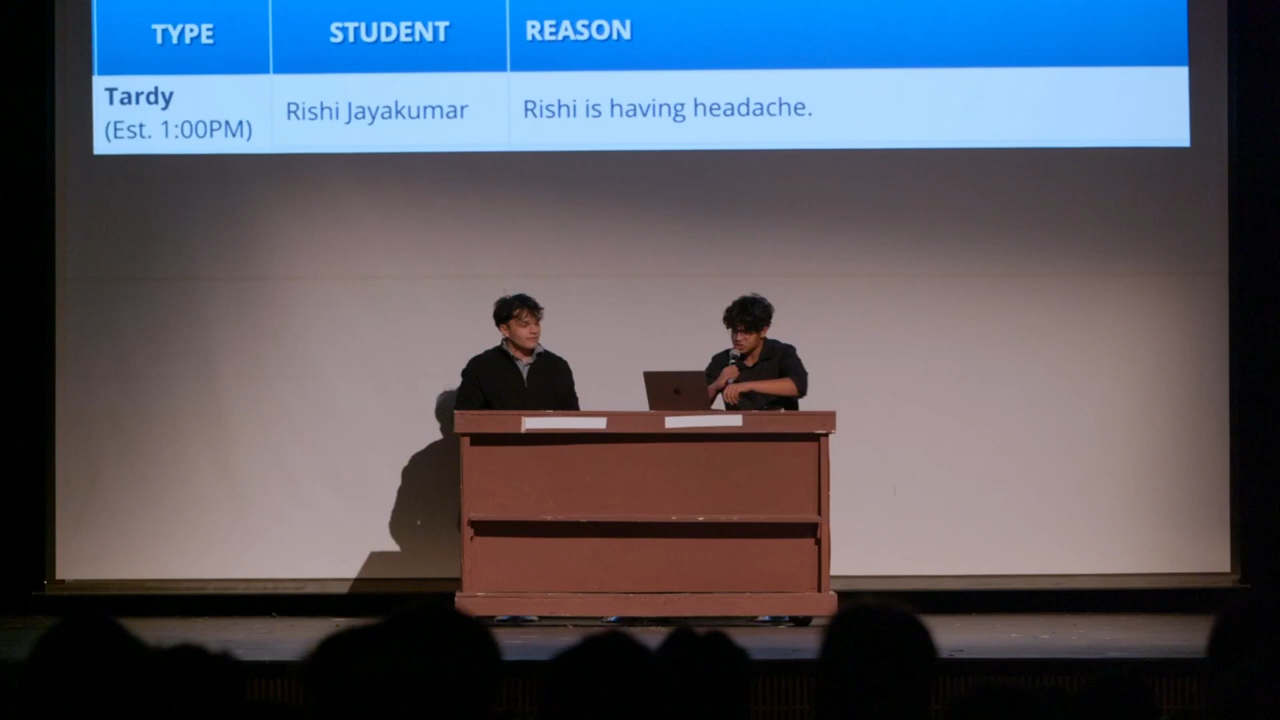 TYPE STUDENT REASON
Tardy
(Est. 1:00PM) Rishi Jayakumar Rishi is having headache.